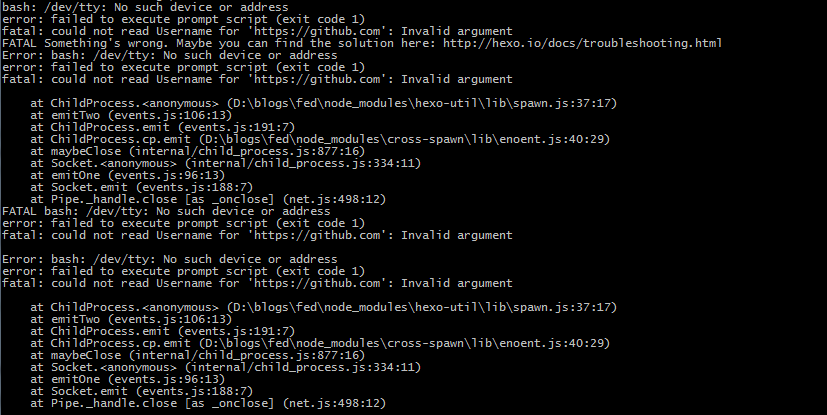 bash: /dev/tty: No such device or address
error: failed to execute prompt script (exit code 1)
fatal: could not read Username for 'https://github.com': Invalid argument
FATAL Something's wrong. Maybe you can find the solution here: http://hexo.io/docs/troubleshooting.html
Error: bash: /dev/tty: No such device or address
error: failed to execute prompt script (exit code 1)
fatal: could not read Username for 'https://github.com': Invalid argument
at ChildProcess.<anonymous> (D:\blogs\fed\node_modules\hexo-util\lib\spawn.js:37:17)
at emitTwo (events.js:106:13)
at ChildProcess.emit (events.js:191:7)
at ChildProcess.cp.emit (D:\blogs\fed\node_modules\cross-spawn\lib\enoent.js:40:29)
at maybeClose (internal/child_process.js:877:16)
at Socket.<anonymous> (internal/child_process.js:334:11)
at emitOne (events.js:96:13)
at Socket.emit (events.js:188:7)
at Pipe._handle.close [as _onclose] (net.js:498:12)
FATAL bash: /dev/tty: No such device or address
error: failed to execute prompt script (exit code 1)
fatal: could not read Username for 'https://github.com': Invalid argument
Error: bash: /dev/tty: No such device or address
error: failed to execute prompt script (exit code 1)
fatal: could not read Username for 'https://github.com': Invalid argument
at ChildProcess.<anonymous> (D:\blogs\fed\node_modules\hexo-util\lib\spawn.js:37:17)
at emitTwo (events.js:106:13)
at ChildProcess.emit (events.js:191:7)
at ChildProcess.cp.emit (D:\blogs\fed\node_modules\cross-spawn\lib\enoent.js:40:29)
at maybeClose (internal/child_process.js:877:16)
at Socket.<anonymous> (internal/child_process.js:334:11)
at emitOne (events.js:96:13)
at Socket.emit (events.js:188:7)
at Pipe._handle.close [as _onclose] (net.js:498:12)